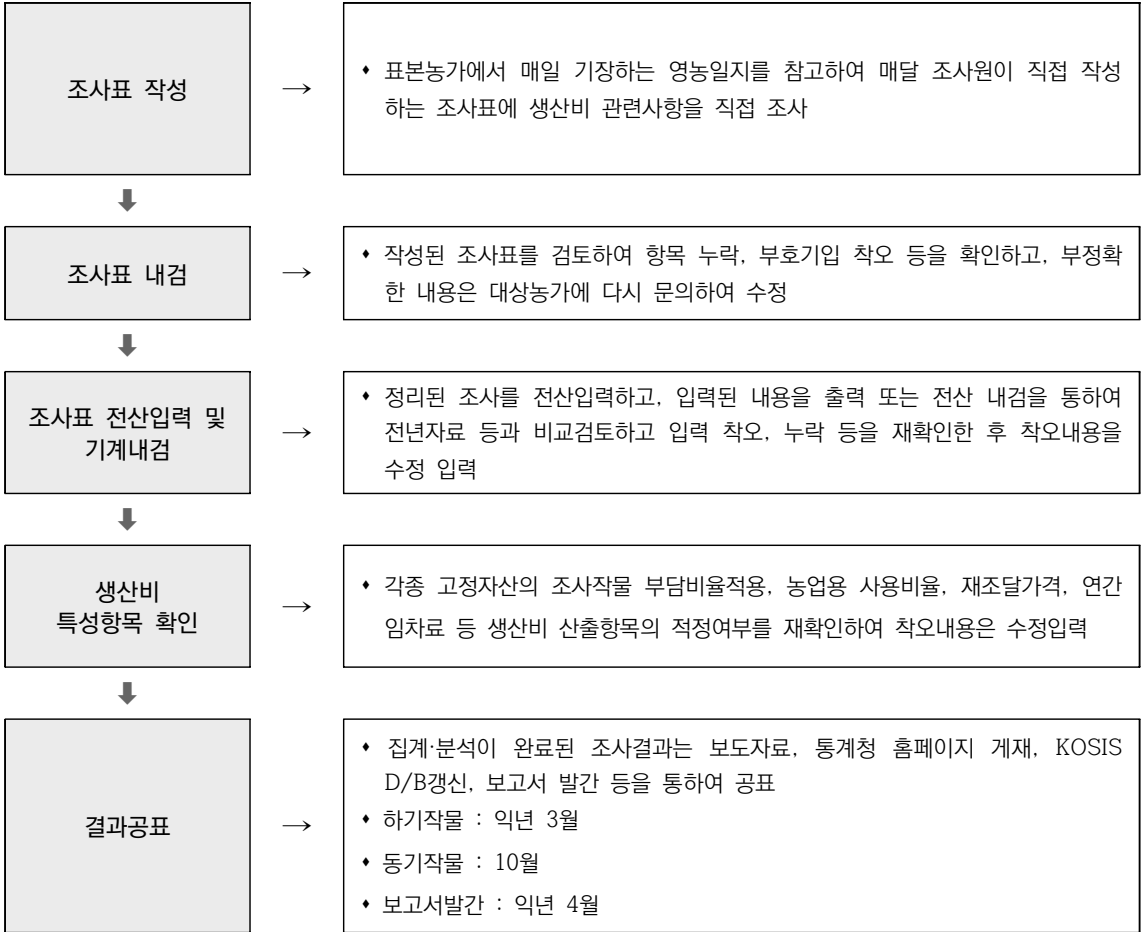 조사표 작성
→
♦ 표본농가에서 매일 기장하는 영농일지를 참고하여 매달 조사원이 직접 작성
하는 조사표에 생산비 관련사항을 직접 조사
⬇
조사표 내검
→
♦ 작성된 조사표를 검토하여 항목 누락, 부호기입 착오 등을 확인하고, 부정확
한 내용은 대상농가에 다시 문의하여 수정
⬇
조사표 전산입력 및
기계내검
→
♦ 정리된 조사를 전산입력하고, 입력된 내용을 출력 또는 전산 내검을 통하여
전년자료 등과 비교검토하고 입력 착오, 누락 등을 재확인한 후 착오내용을
수정 입력
⬇
생산비
특성항목 확인
→
♦ 각종 고정자산의 조사작물 부담비율적용, 농업용 사용비율, 재조달가격, 연간
임차료 등 생산비 산출항목의 적정여부를 재확인하여 착오내용은 수정입력
⬇
결과공표
→
♦ 집계·분석이 완료된 조사결과는 보도자료, 통계청 홈페이지 게재, KOSIS
D/B갱신, 보고서 발간 등을 통하여 공표
♦ 하기작물 : 익년 3월
♦ 동기작물 : 10월
♦ 보고서발간 : 익년 4월